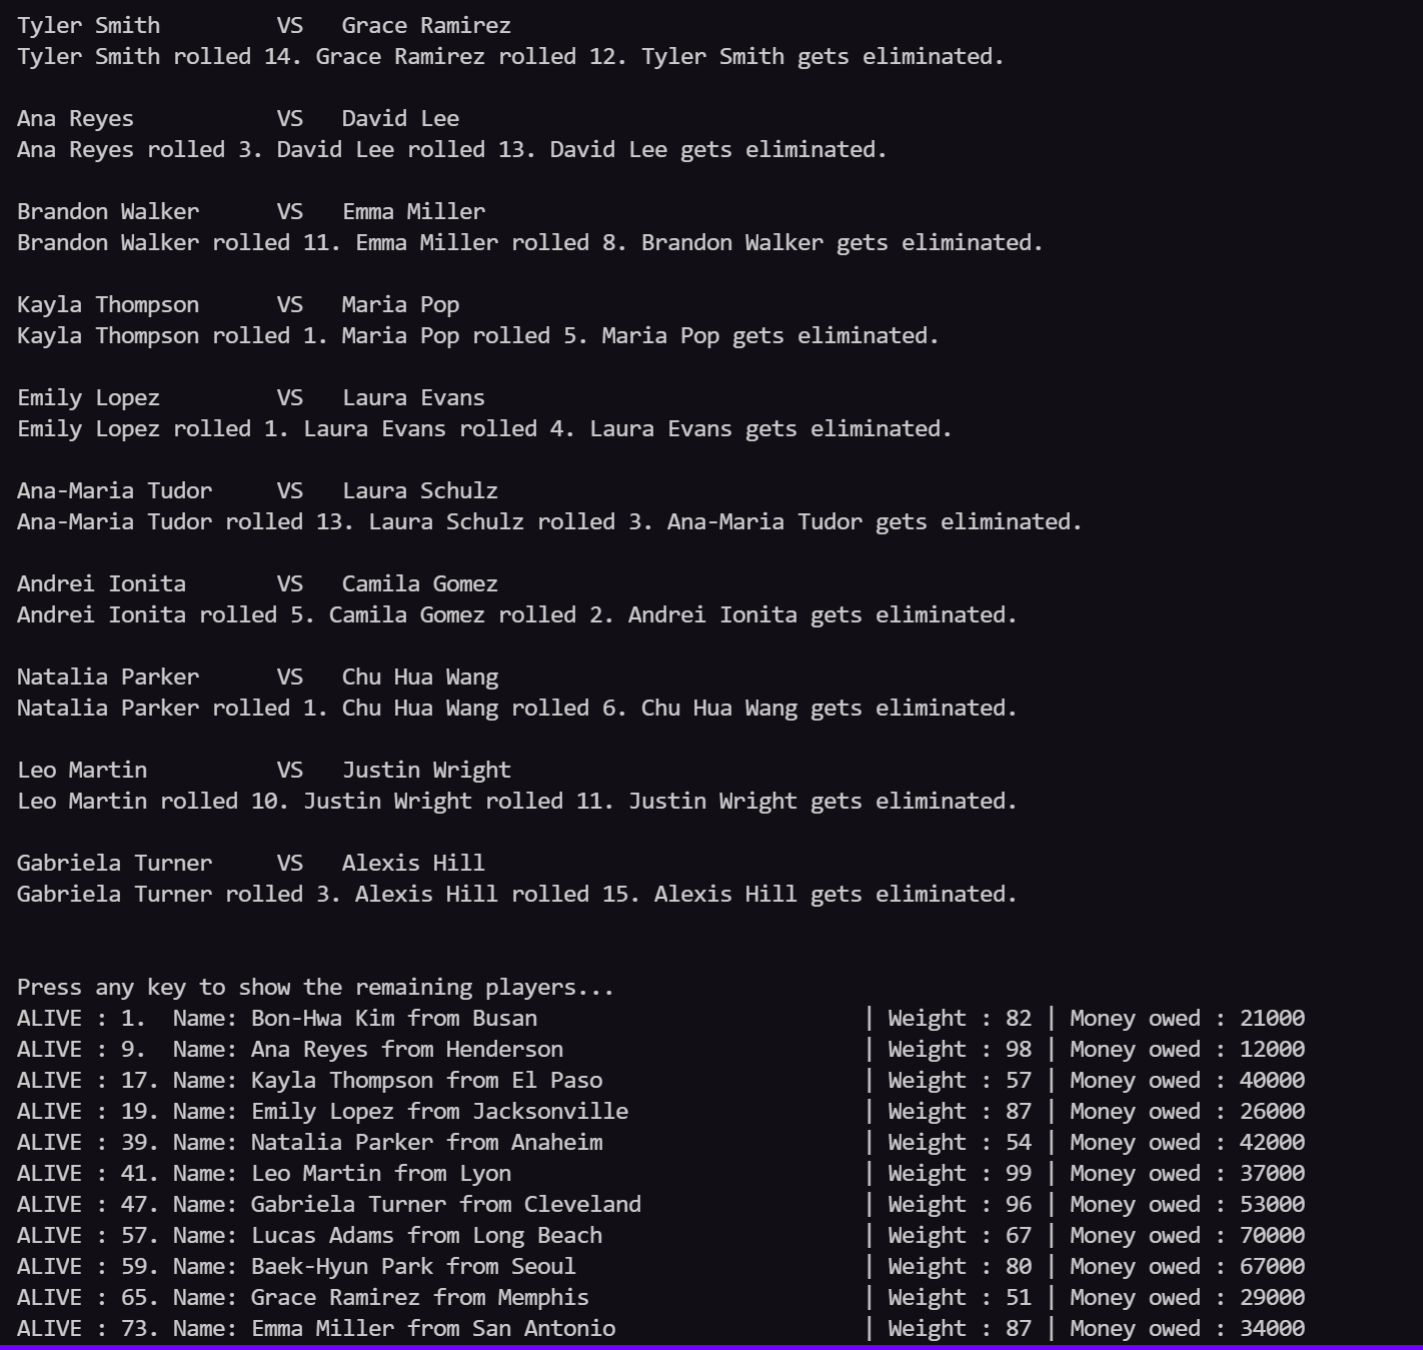 Tyler Smith         VS   Grace Ramirez
Tyler Smith rolled 14. Grace Ramirez rolled 12. Tyler Smith gets eliminated.
Ana Reyes           VS   David Lee
Ana Reyes rolled 3. David Lee rolled 13. David Lee gets eliminated.
Brandon Walker      VS   Emma Miller
Brandon Walker rolled 11. Emma Miller rolled 8. Brandon Walker gets eliminated.
Kayla Thompson      VS   Maria Pop
Kayla Thompson rolled 1. Maria Pop rolled 5. Maria Pop gets eliminated.
Emily Lopez         VS   Laura Evans
Emily Lopez rolled 1. Laura Evans rolled 4. Laura Evans gets eliminated.
Ana-Maria Tudor     VS   Laura Schulz
Ana-Maria Tudor rolled 13. Laura Schulz rolled 3. Ana-Maria Tudor gets eliminated.
Andrei Ionita       VS   Camila Gomez
Andrei Ionita rolled 5. Camila Gomez rolled 2. Andrei Ionita gets eliminated.
Natalia Parker      VS   Chu Hua Wang
Natalia Parker rolled 1. Chu Hua Wang rolled 6. Chu Hua Wang gets eliminated.
Leo Martin          VS   Justin Wright
Leo Martin rolled 10. Justin Wright rolled 11. Justin Wright gets eliminated.
Gabriela Turner     VS   Alexis Hill
Gabriela Turner rolled 3. Alexis Hill rolled 15. Alexis Hill gets eliminated.
Press any key to show the remaining players...
ALIVE : 1.  Name: Bon-Hwa Kim from Busan                         | Weight : 82 | Money owed : 21000
ALIVE : 9.  Name: Ana Reyes from Henderson                       | Weight : 98 | Money owed : 12000
ALIVE : 17. Name: Kayla Thompson from El Paso                    | Weight : 57 | Money owed : 40000
ALIVE : 19. Name: Emily Lopez from Jacksonville                  | Weight : 87 | Money owed : 26000
ALIVE : 39. Name: Natalia Parker from Anaheim                    | Weight : 54 | Money owed : 42000
ALIVE : 41. Name: Leo Martin from Lyon                           | Weight : 99 | Money owed : 37000
ALIVE : 47. Name: Gabriela Turner from Cleveland                 | Weight : 96 | Money owed : 53000
ALIVE : 57. Name: Lucas Adams from Long Beach                    | Weight : 67 | Money owed : 70000
ALIVE : 59. Name: Baek-Hyun Park from Seoul                      | Weight : 80 | Money owed : 67000
ALIVE : 65. Name: Grace Ramirez from Memphis                     | Weight : 51 | Money owed : 29000
ALIVE : 73. Name: Emma Miller from San Antonio                   | Weight : 87 | Money owed : 34000